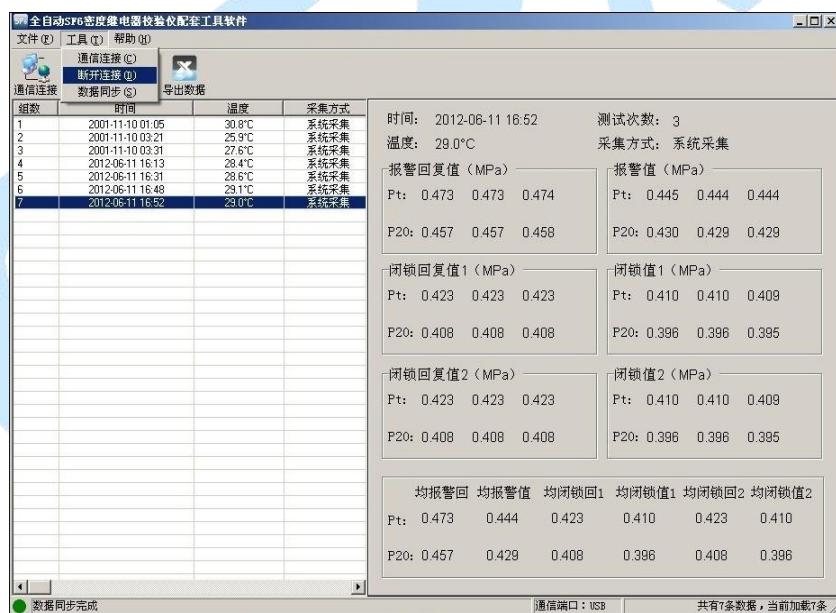 SF6 全自动SF6密度继电器校验仪配套工具软件
文件(F) 工具(T) 帮助(H)
通信连接(C)
断开连接(D)
数据同步(S)
通信连接 导出数据
组数 时间 温度 采集方式
1 2001-11-10 01:05 30.8°C 系统采集
2 2001-11-10 03:21 25.9°C 系统采集
3 2001-11-10 03:31 27.6°C 系统采集
4 2012-06-11 16:13 28.4°C 系统采集
5 2012-06-11 16:31 28.6°C 系统采集
6 2012-06-11 16:48 29.1°C 系统采集
7 2012-06-11 16:52 29.0°C 系统采集
时间: 2012-06-11 16:52 测试次数: 3
温度: 29.0°C 采集方式: 系统采集
报警回复值(MPa) 报警值(MPa)
Pt: 0.473 0.473 0.474 Pt: 0.445 0.444 0.444
P20: 0.457 0.457 0.458 P20: 0.430 0.429 0.429
闭锁回复值1(MPa) 闭锁值1(MPa)
Pt: 0.423 0.423 0.423 Pt: 0.410 0.410 0.409
P20: 0.408 0.408 0.408 P20: 0.396 0.396 0.395
闭锁回复值2(MPa) 闭锁值2(MPa)
Pt: 0.423 0.423 0.423 Pt: 0.410 0.410 0.409
P20: 0.408 0.408 0.408 P20: 0.396 0.396 0.395
均报警回 均报警值 均闭锁回1 均闭锁值1 均闭锁回2 均闭锁值2
Pt: 0.473 0.444 0.423 0.410 0.423 0.410
P20: 0.457 0.429 0.408 0.396 0.408 0.396
数据同步完成 通信端口:USB 共有7条数据,当前加载7条